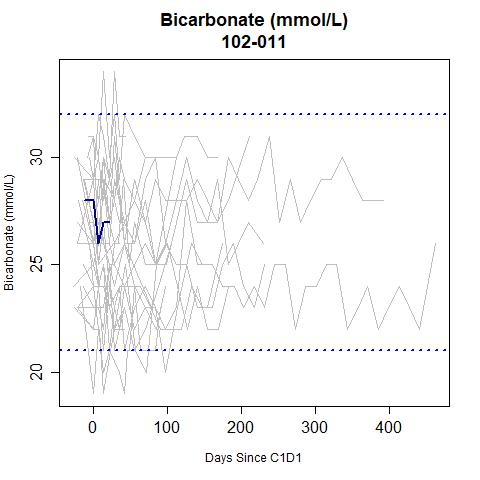 Bicarbonate (mmol/L)
102-011
Bicarbonate (mmol/L)
30
25
20
0 100 200 300 400
Days Since C1D1